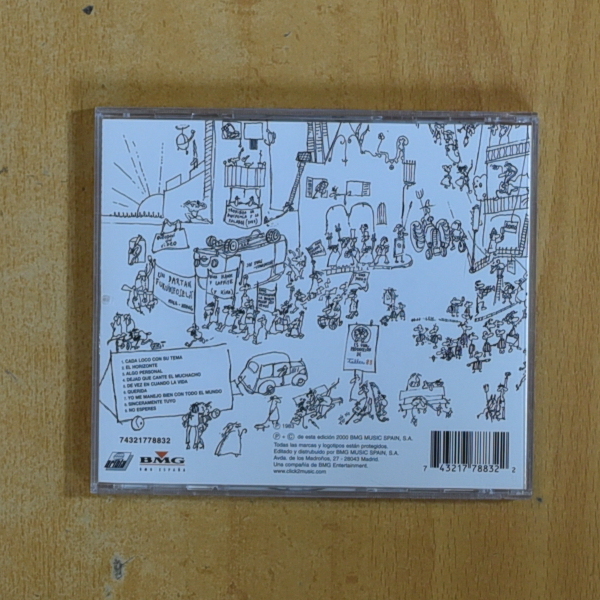 1. CADA LOCO CON SU TEMA
2. EL HORIZONTE
3. ALGO PERSONAL
4. DEJAD QUE CANTE EL MUCHACHO
5. DE VEZ EN CUANDO LA VIDA
6. QUERIDA
7. YO ME MANEJO BIEN CON TODO EL MUNDO
8. SINCERAMENTE TUYO
9. NO ESPERES
74321778832
BMG
BMG ESPAÑA
℗ 1983
℗ + © de esta edición 2000 BMG MUSIC SPAIN, S.A.
Todas las marcas y logotipos están protegidos.
Editado y distribuido por BMG MUSIC SPAIN, S.A.
Avda. de los Madroños, 27 - 28043 Madrid.
Una compañía de BMG Entertainment.
www.click2music.com
7 43217 78832 2